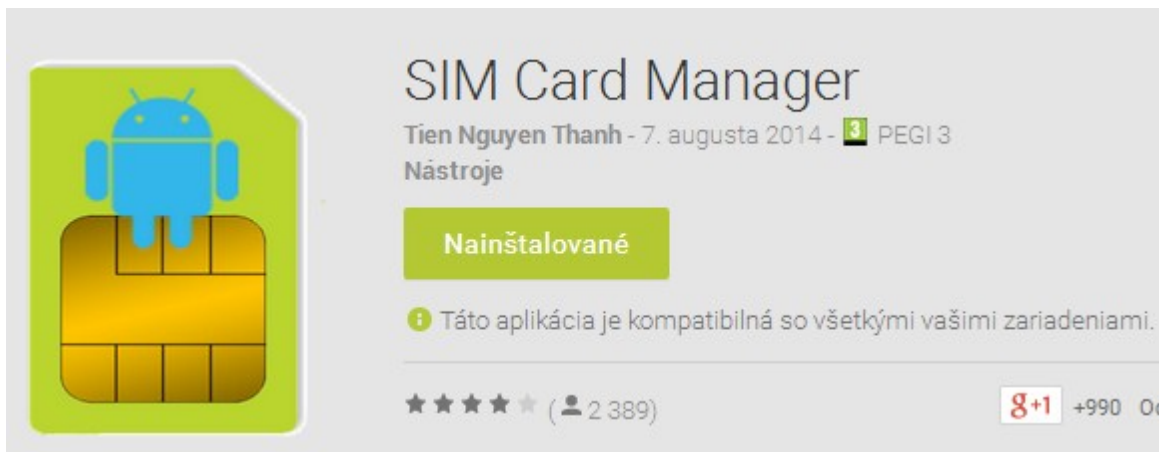 SIM Card Manager
Tien Nguyen Thanh - 7. augusta 2014 - 3 PEGI 3
Nástroje
Nainštalované
Táto aplikácia je kompatibilná so všetkými vašimi zariadeniami.
(2 389)
g+1 +990